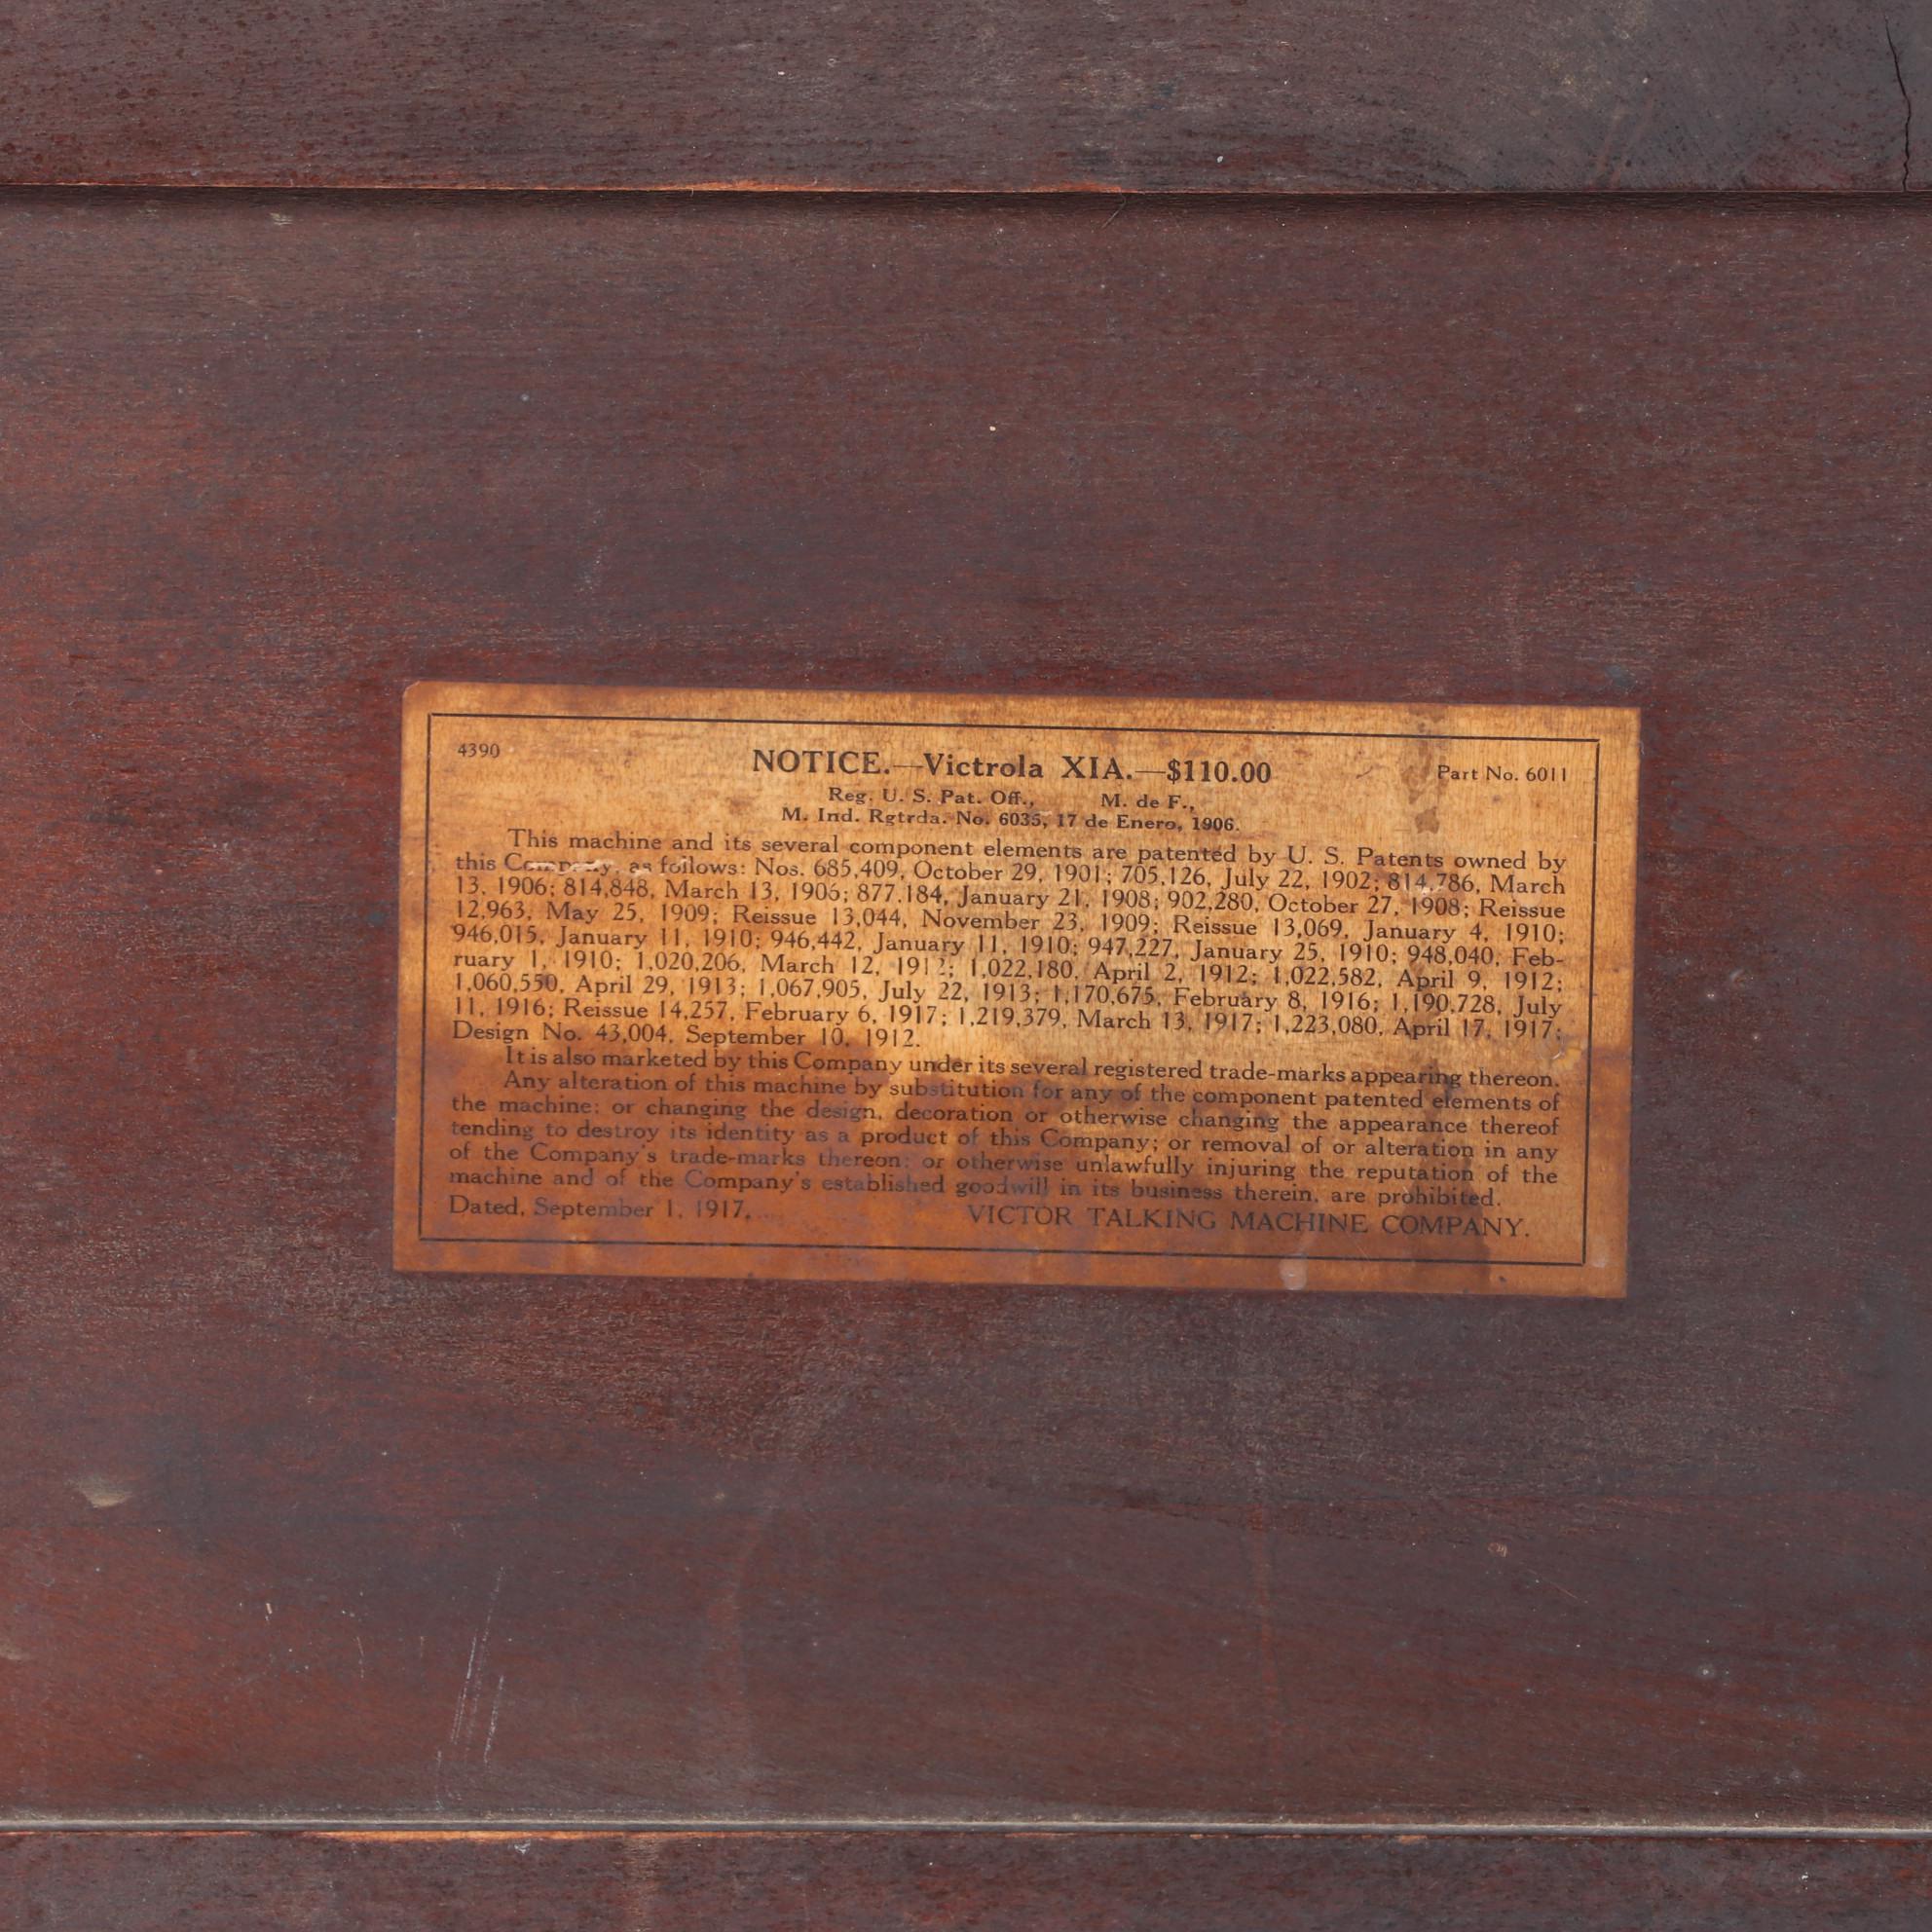 4390 NOTICE.—Victrola XIA.—$110.00 Part No. 6011
Reg. U. S. Pat. Off., M. de F.,
M. Ind. Rgtrda. No. 6035, 17 de Enero, 1906.
This machine and its several component elements are patented by U. S. Patents owned by
this Company, as follows: Nos. 685,409, October 29, 1901; 705,126, July 22, 1902; 814,786, March
13, 1906; 814,848, March 13, 1906; 877,184, January 21, 1908; 902,280, October 27, 1908; Reissue
12,963, May 25, 1909; Reissue 13,044, November 23, 1909; Reissue 13,069, January 4, 1910;
946,015, January 11, 1910; 946,442, January 11, 1910; 947,227, January 25, 1910; 948,040, Feb-
ruary 1, 1910; 1,020,206, March 12, 1912; 1,022,180, April 2, 1912; 1,022,582, April 9, 1912;
1,060,550, April 29, 1913; 1,067,905, July 22, 1913; 1,170,675, February 8, 1916; 1,190,728, July
11, 1916; Reissue 14,257, February 6, 1917; 1,219,379, March 13, 1917; 1,223,080, April 17, 1917;
Design No. 43,004, September 10, 1912.
It is also marketed by this Company under its several registered trade-marks appearing thereon.
Any alteration of this machine by substitution for any of the component patented elements of
the machine; or changing the design, decoration or otherwise changing the appearance thereof
tending to destroy its identity as a product of this Company; or removal of or alteration in any
of the Company's trade-marks thereon; or otherwise unlawfully injuring the reputation of the
machine and of the Company's established goodwill in its business therein, are prohibited.
Dated, September 1, 1917. VICTOR TALKING MACHINE COMPANY.